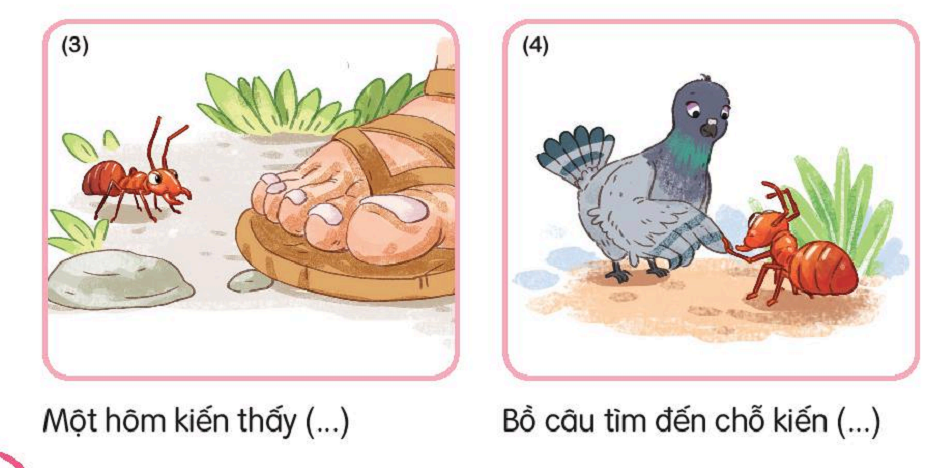 (3)
(4)
Một hôm kiến thấy (...)
Bồ câu tìm đến chỗ kiến (...)